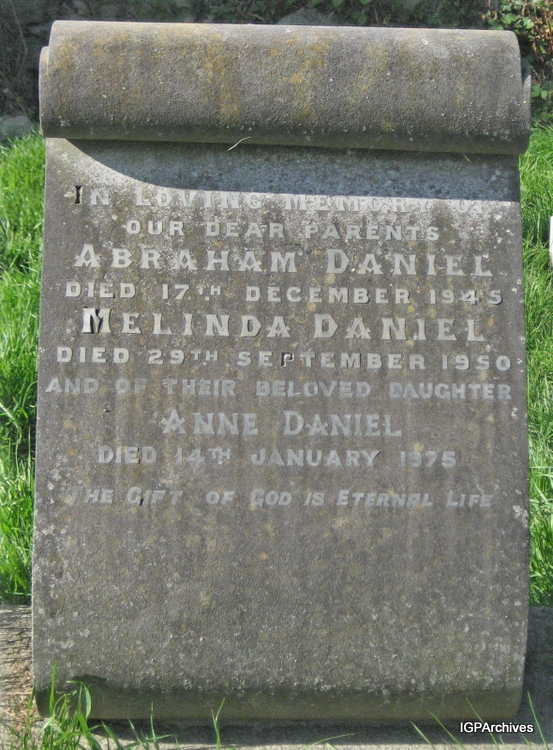 IN LOVING MEMORY OF
OUR DEAR PARENTS
ABRAHAM DANIEL
DIED 17TH DECEMBER 1945
MELINDA DANIEL
DIED 29TH SEPTEMBER 1950
AND OF THEIR BELOVED DAUGHTER
ANNE DANIEL
DIED 14TH JANUARY 1975
THE GIFT OF GOD IS ETERNAL LIFE
IGPArchives